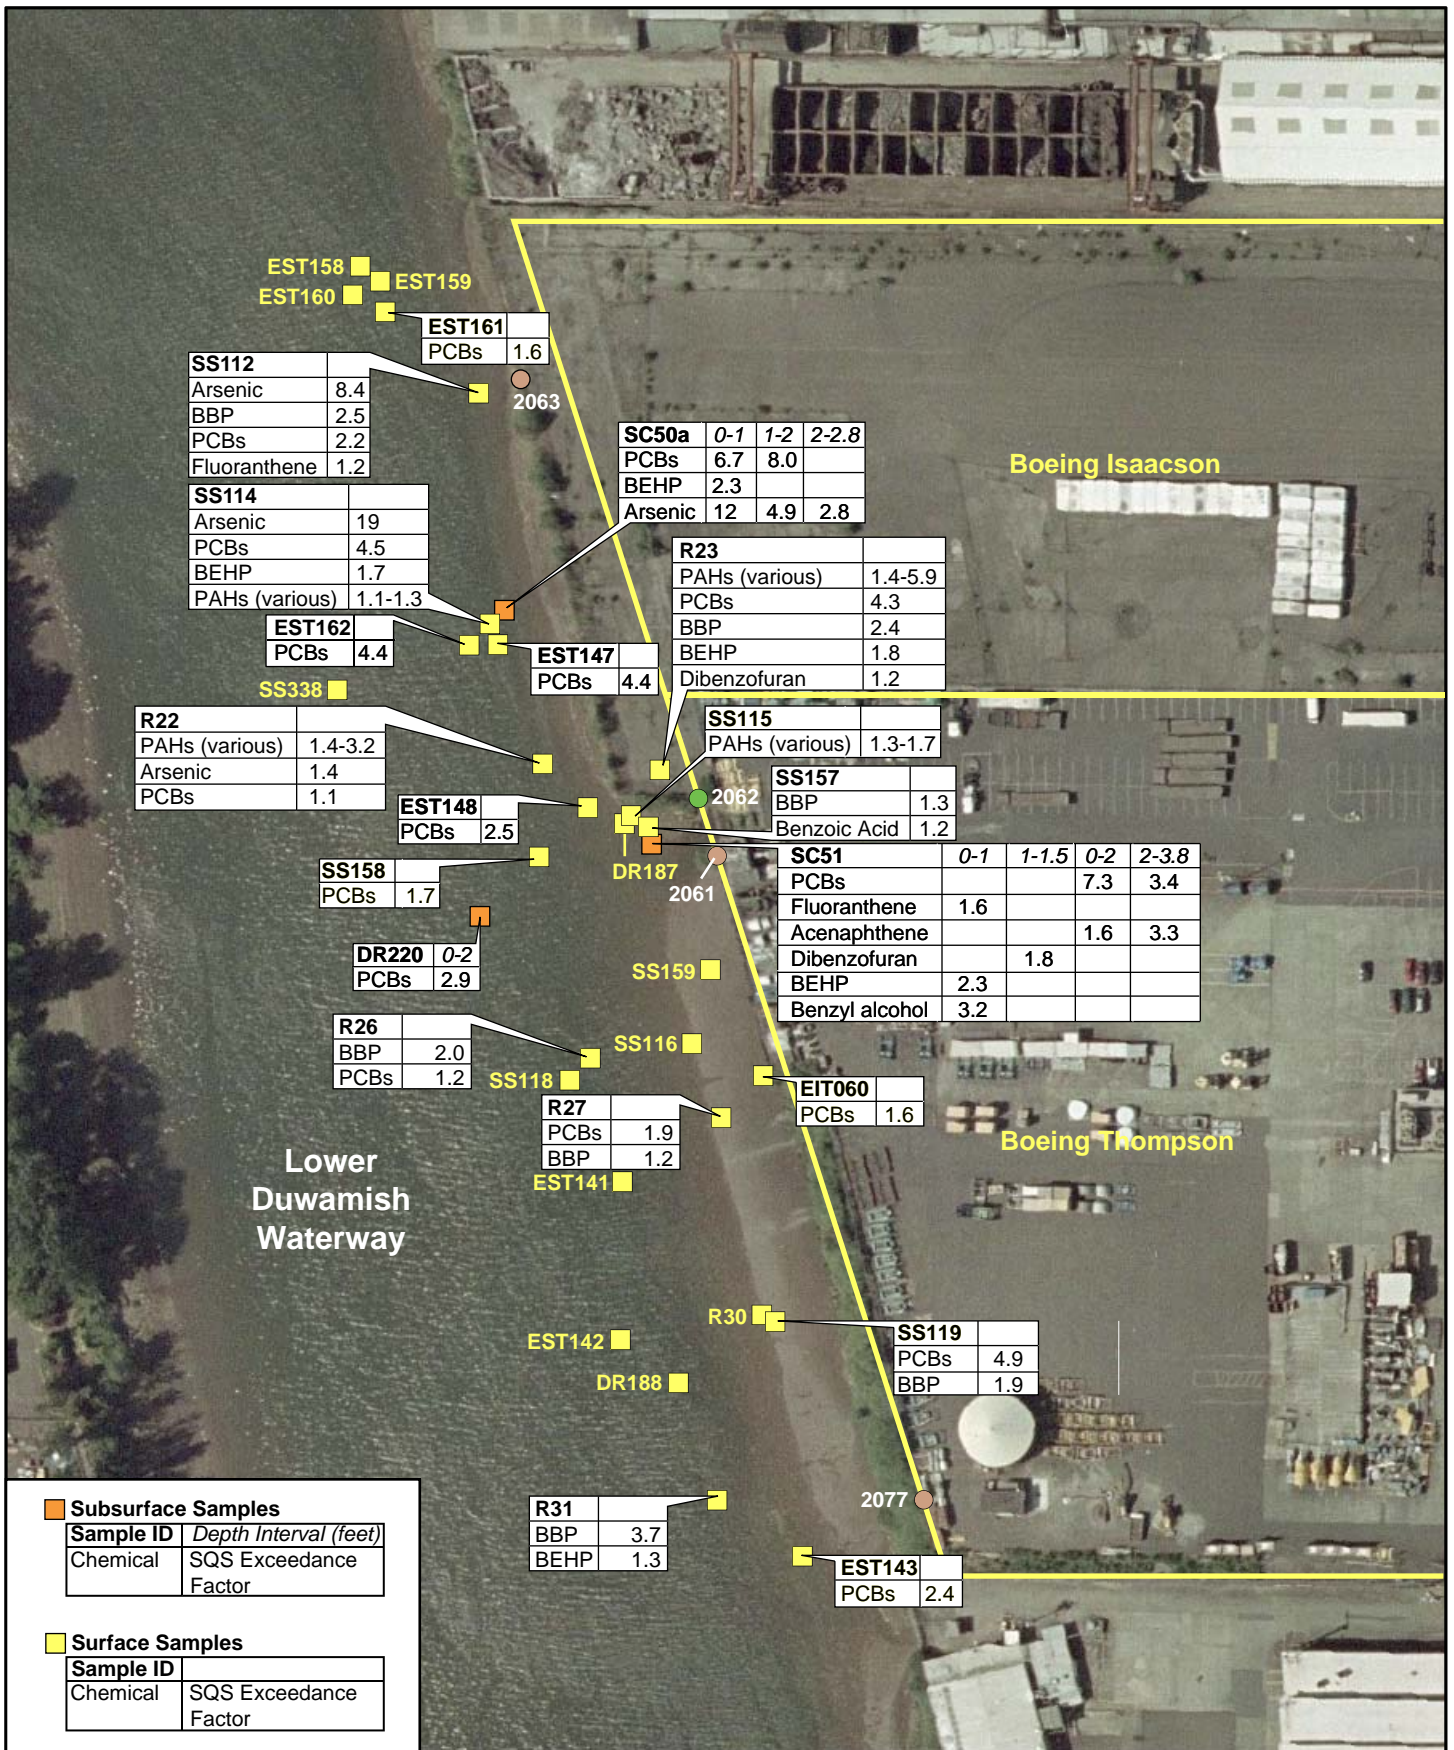 EST158
EST159
EST160
EST161
PCBs 1.6
2063
SS112
Arsenic 8.4
BBP 2.5
PCBs 2.2
Fluoranthene 1.2
SC50a 0-1 1-2 2-2.8
PCBs 6.7 8.0
BEHP 2.3
Arsenic 12 4.9 2.8
Boeing Isaacson
SS114
Arsenic 19
PCBs 4.5
BEHP 1.7
PAHs (various) 1.1-1.3
R23
PAHs (various) 1.4-5.9
PCBs 4.3
BBP 2.4
BEHP 1.8
Dibenzofuran 1.2
EST162
PCBs 4.4
EST147
PCBs 4.4
SS338
R22
PAHs (various) 1.4-3.2
Arsenic 1.4
PCBs 1.1
SS115
PAHs (various) 1.3-1.7
SS157
BBP 1.3
Benzoic Acid 1.2
2062
EST148
PCBs 2.5
DR187
2061
SC51 0-1 1-1.5 0-2 2-3.8
PCBs 7.3 3.4
Fluoranthene 1.6
Acenaphthene 1.6 3.3
Dibenzofuran 1.8
BEHP 2.3
Benzyl alcohol 3.2
SS158
PCBs 1.7
DR220 0-2
PCBs 2.9
SS159
R26
BBP 2.0
PCBs 1.2
SS116
SS118
EIT060
PCBs 1.6
R27
PCBs 1.9
BBP 1.2
Boeing Thompson
Lower
Duwamish
Waterway
EST141
R30
SS119
PCBs 4.9
BBP 1.9
EST142
DR188
R31
BBP 3.7
BEHP 1.3
2077
EST143
PCBs 2.4
Subsurface Samples
Sample ID Depth Interval (feet)
Chemical SQS Exceedance
Factor
Surface Samples
Sample ID
Chemical SQS Exceedance
Factor